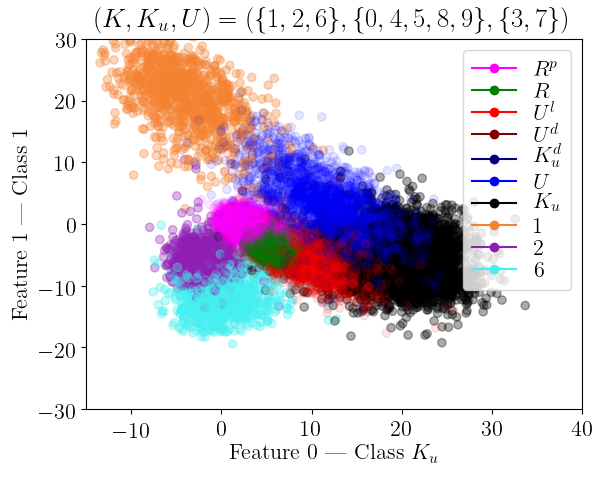 (K, K_u, U) = ({1, 2, 6}, {0, 4, 5, 8, 9}, {3, 7})
R^p
R
U^l
U^d
K_u^d
U
K_u
1
2
6
30
20
10
0
−10
−20
−30
Feature 1 — Class 1
−10 0 10 20 30 40
Feature 0 — Class K_u